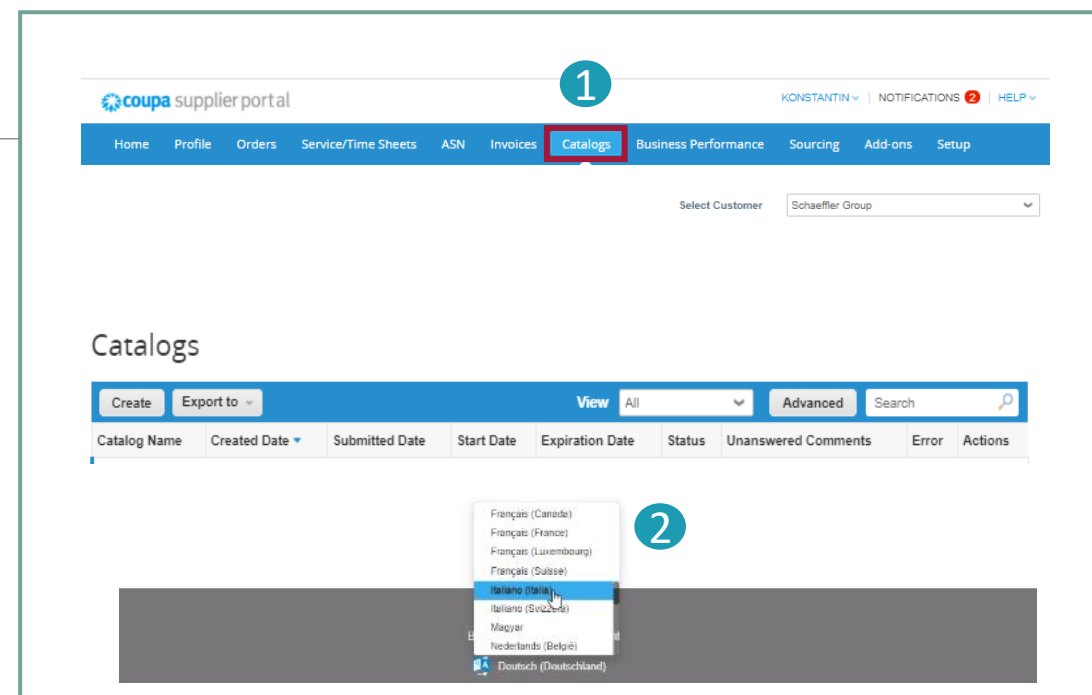 1
coupa supplier portal
KONSTANTIN NOTIFICATIONS 2 HELP
Home Profile Orders Service/Time Sheets ASN Invoices Catalogs Business Performance Sourcing Add-ons Setup
Select Customer Schaeffler Group
Catalogs
Create Export to View All Advanced Search
Catalog Name Created Date Submitted Date Start Date Expiration Date Status Unanswered Comments Error Actions
2
Français (Canada)
Français (France)
Français (Luxembourg)
Français (Suisse)
Italiano (Italia)
Italiano (Svizzera)
Magyar
Nederlands (België)
Deutsch (Deutschland)